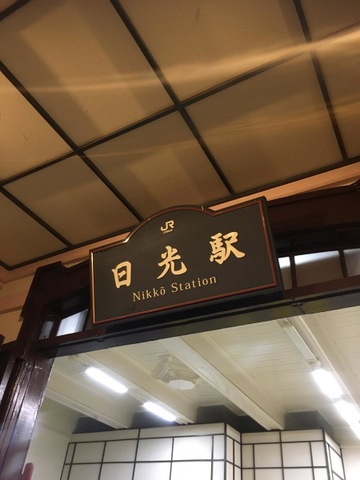 JR
日光駅
Nikkō Station